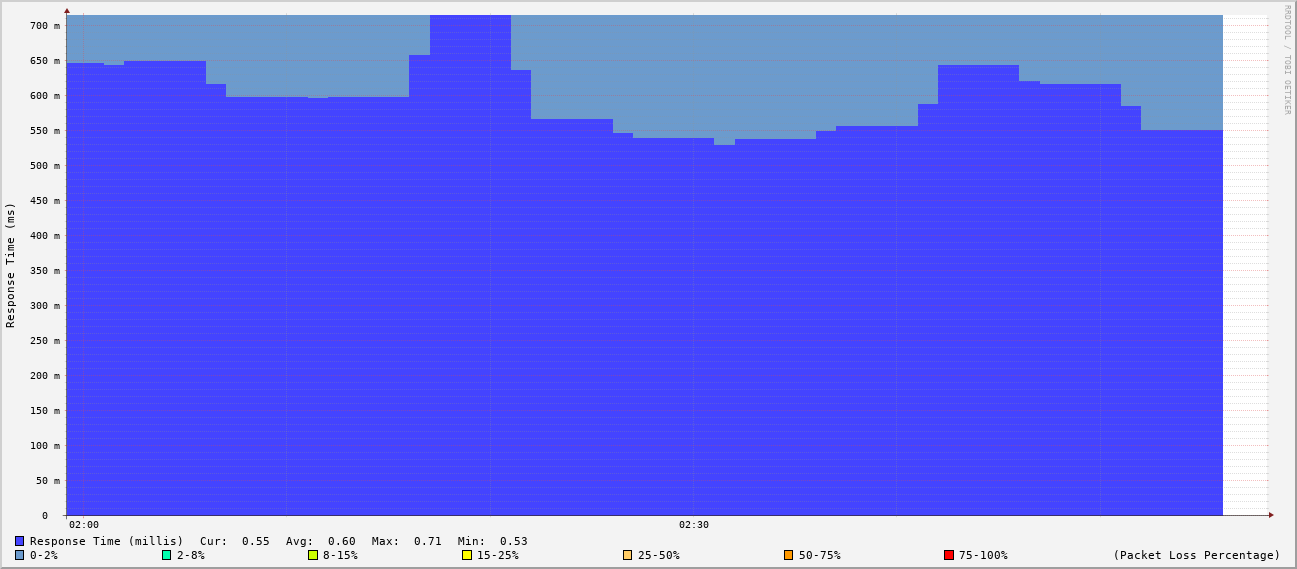 RRDTOOL / TOBI OETIKER
Response Time (ms)
700 m
650 m
600 m
550 m
500 m
450 m
400 m
350 m
300 m
250 m
200 m
150 m
100 m
50 m
0
02:00 02:30
Response Time (millis) Cur: 0.55 Avg: 0.60 Max: 0.71 Min: 0.53
0-2% 2-8% 8-15% 15-25% 25-50% 50-75% 75-100% (Packet Loss Percentage)